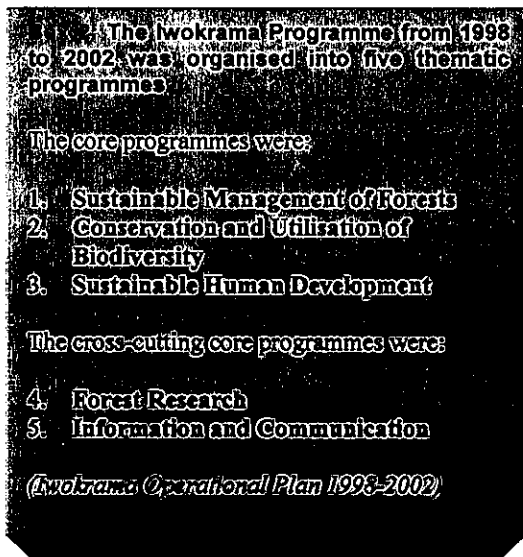 The Iwokrama Programme from 1998
to 2002 was organised into five thematic
programmes
The core programmes were:
1. Sustainable Management of Forests
2. Conservation and Utilisation of
Biodiversity
3. Sustainable Human Development
The cross-cutting core programmes were:
4. Forest Research
5. Information and Communication
(Iwokrama Operational Plan 1998-2002)